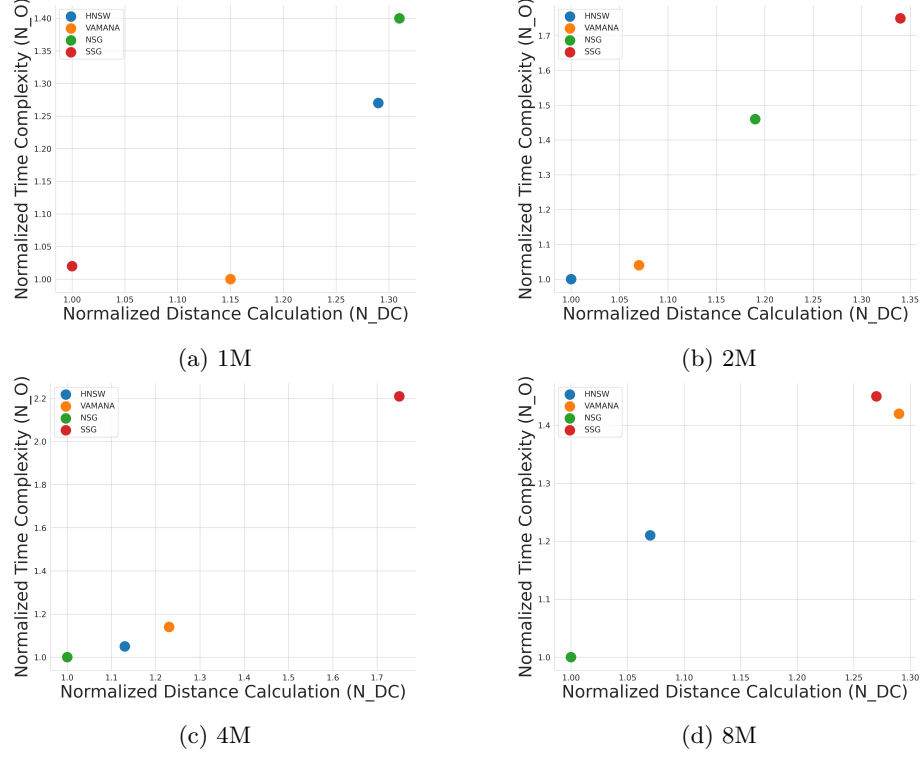 Normalized Time Complexity (N_O)
1.40
1.35
1.30
1.25
1.20
1.15
1.10
1.05
1.00
HNSW
VAMANA
NSG
SSG
1.00 1.05 1.10 1.15 1.20 1.25 1.30
Normalized Distance Calculation (N_DC)
(a) 1M
Normalized Time Complexity (N_O)
1.7
1.6
1.5
1.4
1.3
1.2
1.1
1.0
HNSW
VAMANA
NSG
SSG
1.00 1.05 1.10 1.15 1.20 1.25 1.30 1.35
Normalized Distance Calculation (N_DC)
(b) 2M
Normalized Time Complexity (N_O)
2.2
2.0
1.8
1.6
1.4
1.2
1.0
HNSW
VAMANA
NSG
SSG
1.0 1.1 1.2 1.3 1.4 1.5 1.6 1.7
Normalized Distance Calculation (N_DC)
(c) 4M
Normalized Time Complexity (N_O)
1.4
1.3
1.2
1.1
1.0
HNSW
VAMANA
NSG
SSG
1.00 1.05 1.10 1.15 1.20 1.25 1.30
Normalized Distance Calculation (N_DC)
(d) 8M